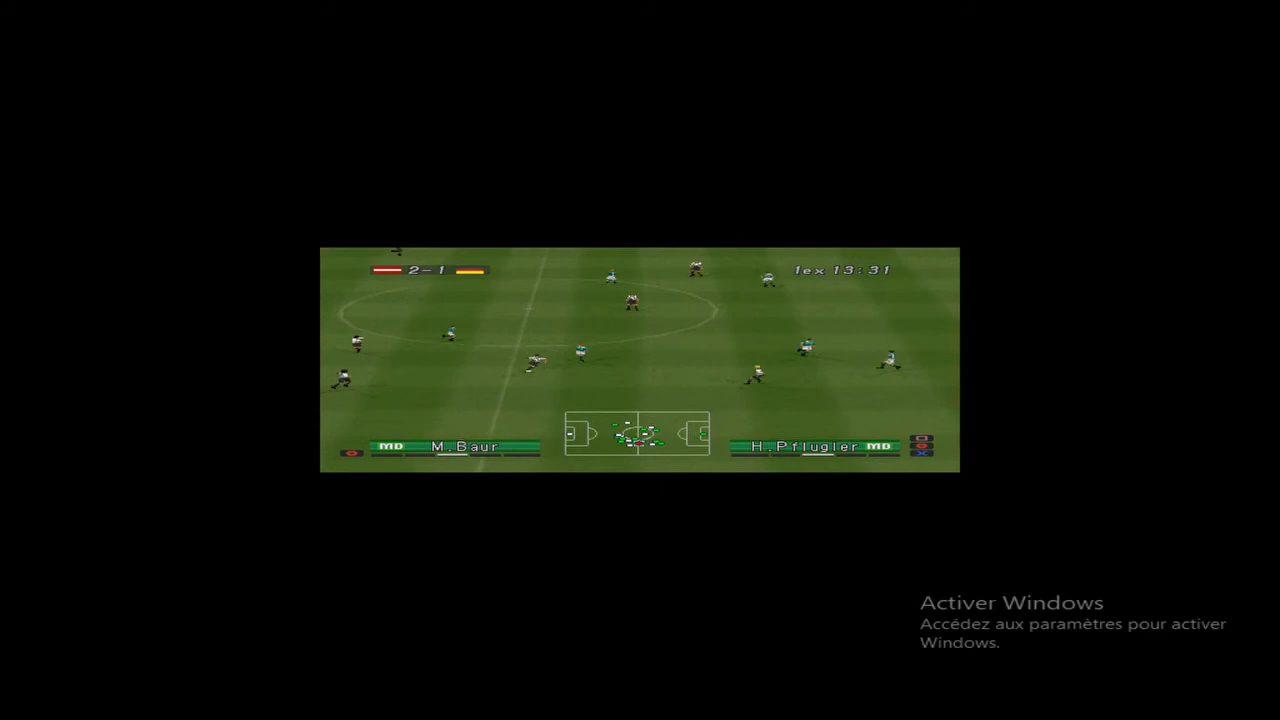 2-1
1ex 13:31
MD M.Baur
H.Pflugler MD
Activer Windows
Accédez aux paramètres pour activer
Windows.